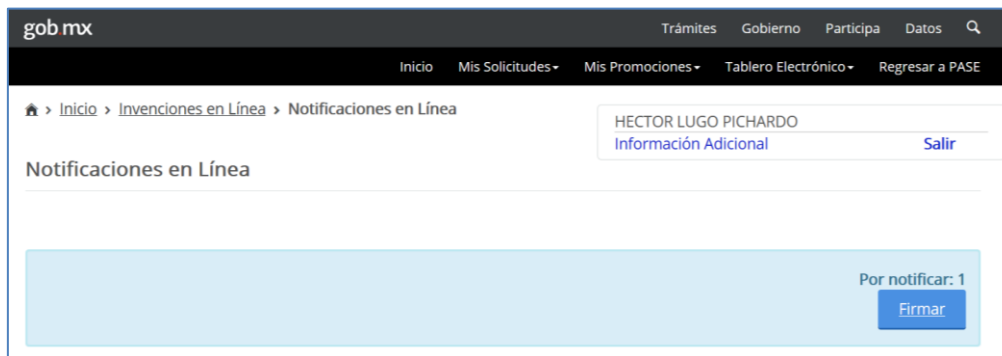 gob.mx Trámites Gobierno Participa Datos
Inicio Mis Solicitudes Mis Promociones Tablero Electrónico Regresar a PASE
> Inicio > Invenciones en Línea > Notificaciones en Línea
HECTOR LUGO PICHARDO
Información Adicional Salir
Notificaciones en Línea
Por notificar: 1
Firmar